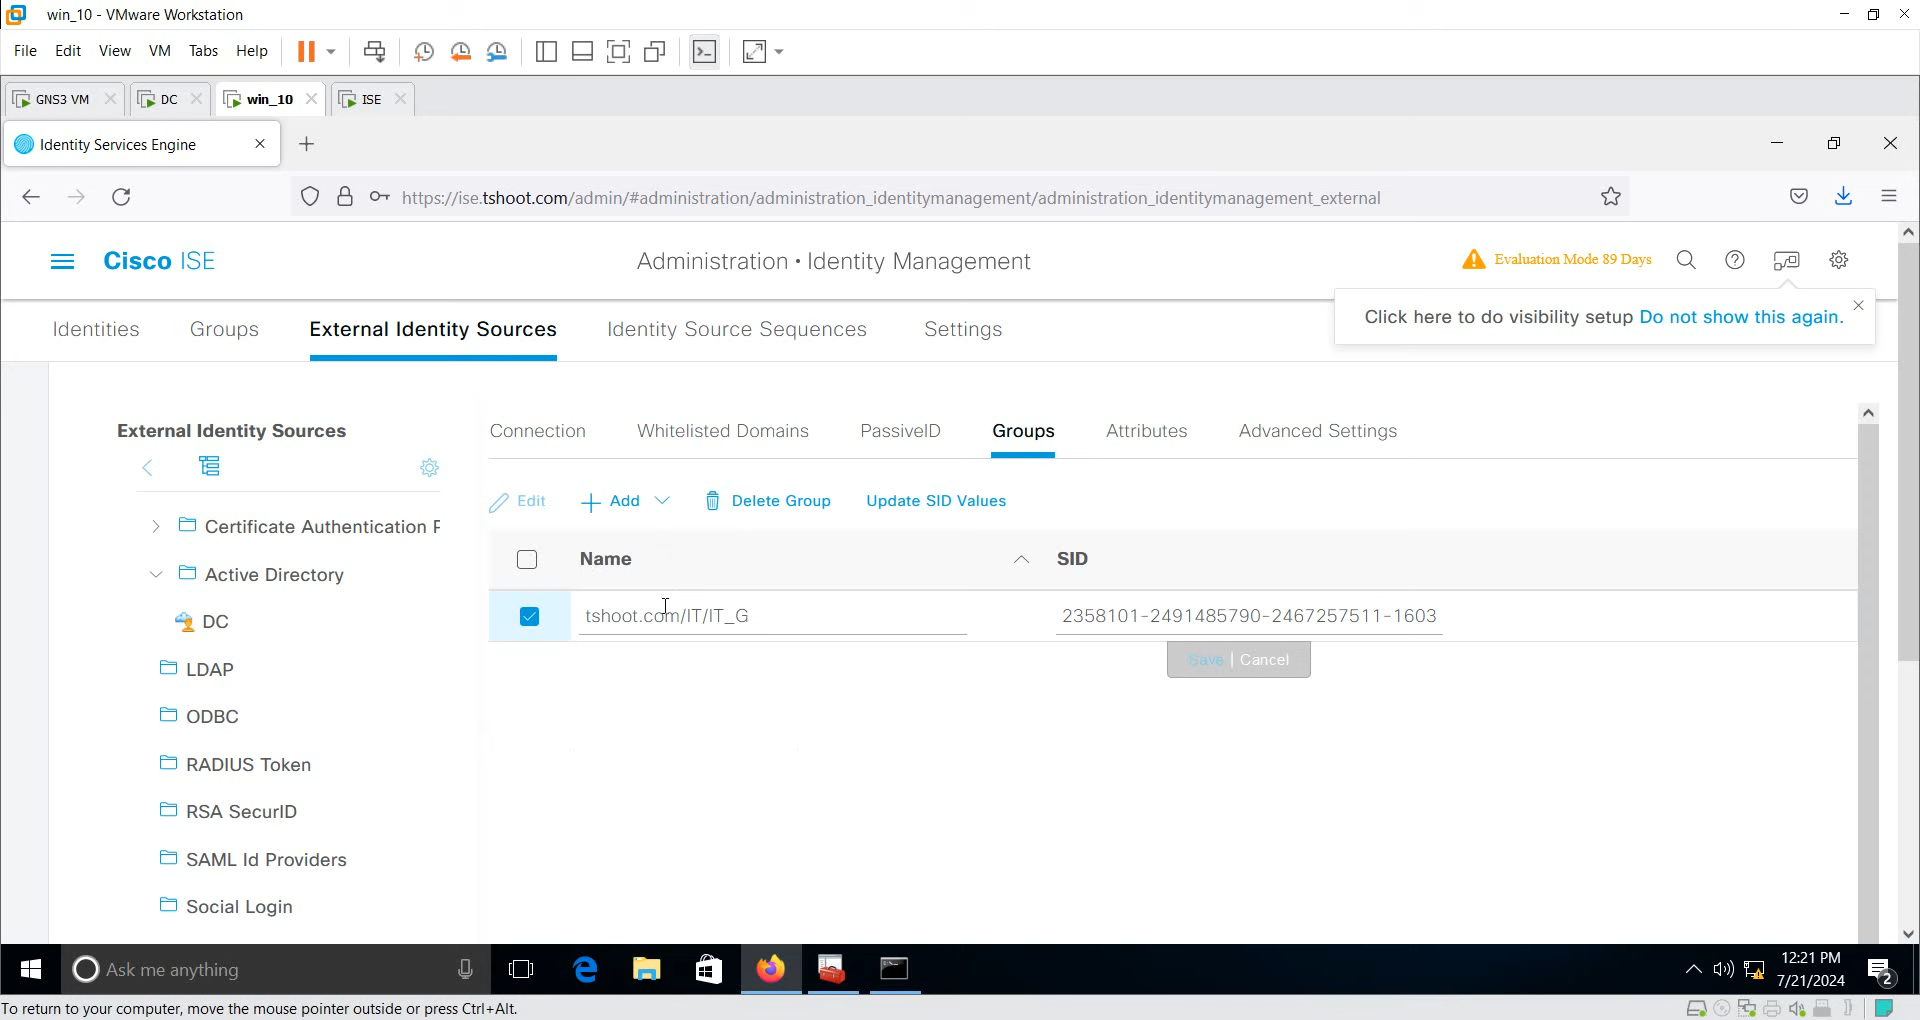 win_10 - VMware Workstation
File Edit View VM Tabs Help
GNS3 VM DC win_10 ISE
Identity Services Engine
https://ise.tshoot.com/admin/#administration/administration_identitymanagement/administration_identitymanagement_external
Cisco ISE
Administration • Identity Management
Evaluation Mode 89 Days
Identities Groups External Identity Sources Identity Source Sequences Settings
Click here to do visibility setup Do not show this again.
External Identity Sources
Connection Whitelisted Domains PassiveID Groups Attributes Advanced Settings
Edit Add Delete Group Update SID Values
Certificate Authentication F
Name SID
Active Directory
tshoot.com/IT/IT_G 2358101-2491485790-2467257511-1603
DC
Save | Cancel
LDAP
ODBC
RADIUS Token
RSA SecurID
SAML Id Providers
Social Login
Ask me anything
12:21 PM
7/21/2024
2
To return to your computer, move the mouse pointer outside or press Ctrl+Alt.